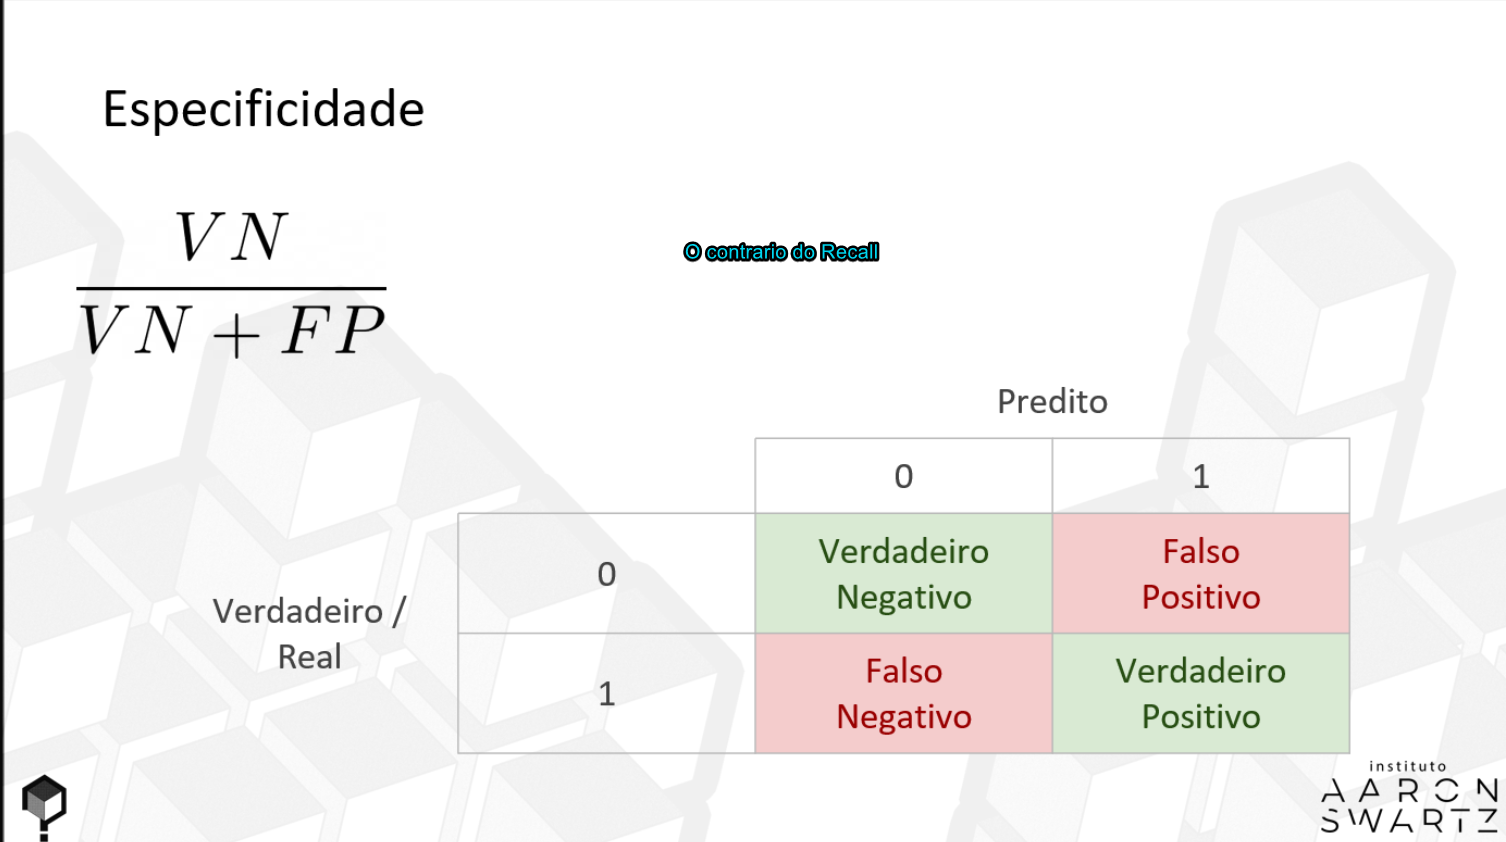 Especificidade
VN
VN + FP
O contrario do Recall
Predito
0 1
0
Verdadeiro
Negativo
Falso
Positivo
Verdadeiro /
Real
1
Falso
Negativo
Verdadeiro
Positivo
instituto
AARON
SWARTZ